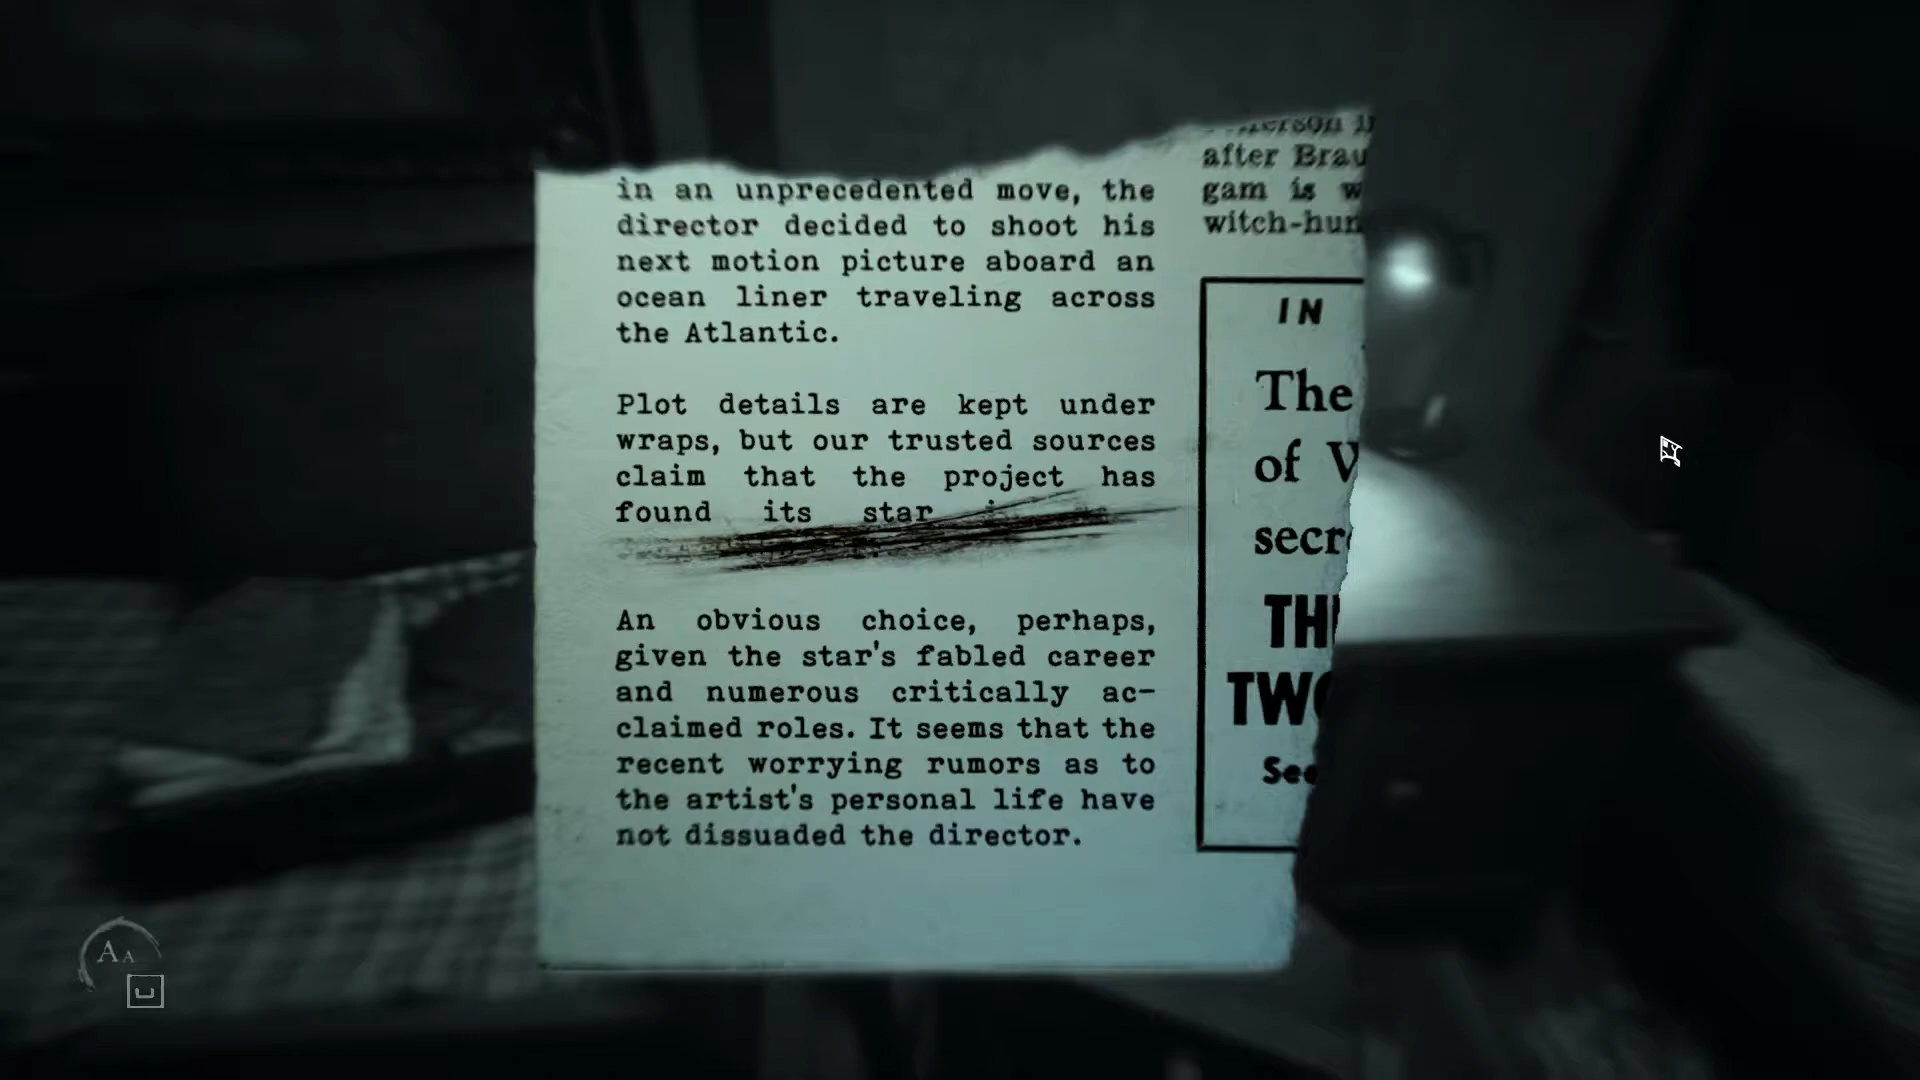 in an unprecedented move, the
director decided to shoot his
next motion picture aboard an
ocean liner traveling across
the Atlantic.
Plot details are kept under
wraps, but our trusted sources
claim that the project has
found its star
An obvious choice, perhaps,
given the star's fabled career
and numerous critically ac-
claimed roles. It seems that the
recent worrying rumors as to
the artist's personal life have
not dissuaded the director.
after Brau
gam is w
witch-hun
IN
The
of V
secr
TH
TWO
See
AA